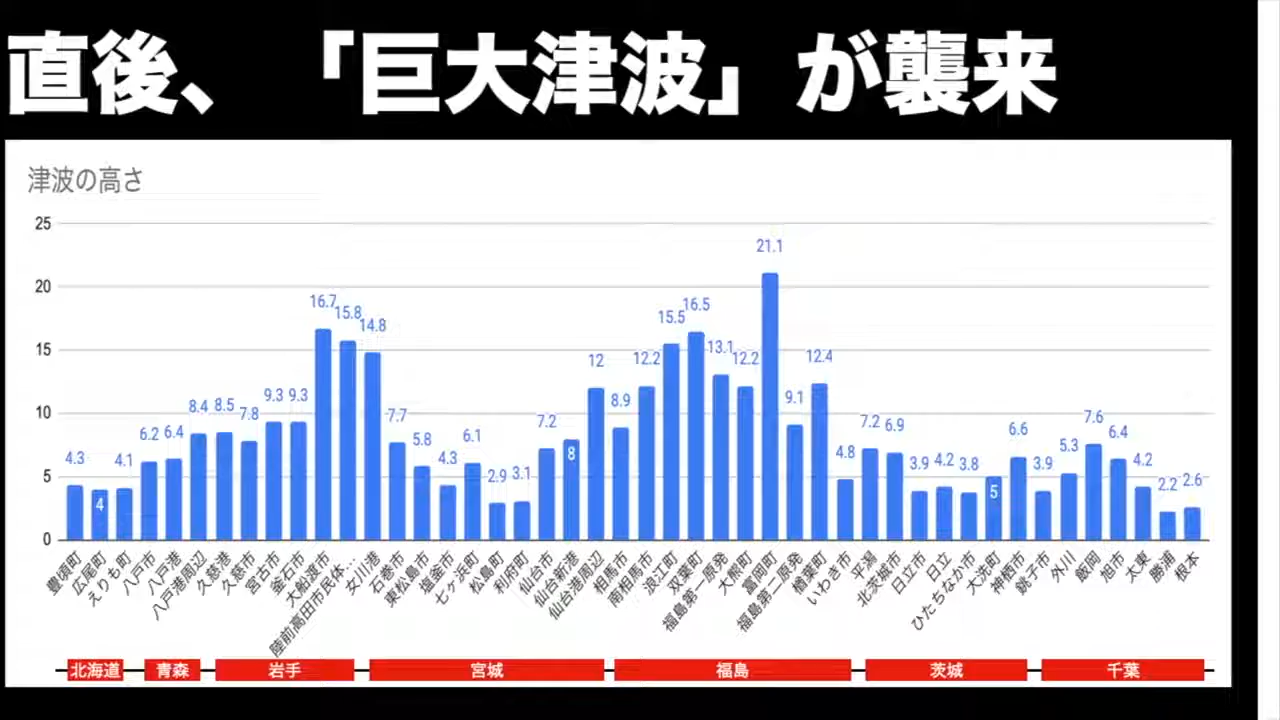 直後、「巨大津波」が襲来
津波の高さ
25
20
15
10
5
0
4.3 4 4.1 6.2 6.4 8.4 8.5 7.8 9.3 9.3 16.7 15.8 14.8 7.7 5.8 4.3 6.1 2.9 3.1 7.2 8 12 8.9 12.2 15.5 16.5 13.1 12.2 21.1 9.1 12.4 4.8 7.2 6.9 3.9 4.2 3.8 5 6.6 3.9 5.3 7.6 6.4 4.2 2.2 2.6
豊頃町
広尾町
えりも町
八戸市
八戸港
八戸港周辺
久慈港
久慈市
宮古市
釜石市
大船渡市
陸前高田市民体…
女川港
石巻市
東松島市
塩釜市
七ヶ浜町
松島町
利府町
仙台市
仙台新港
仙台港周辺
相馬市
南相馬市
浪江町
双葉町
福島第一原発
大熊町
富岡町
福島第二原発
楢葉町
いわき市
平潟
北茨城市
日立市
日立
ひたちなか市
大洗町
神栖市
銚子市
外川
飯岡
旭市
太東
勝浦
根本
北海道 青森 岩手 宮城 福島 茨城 千葉